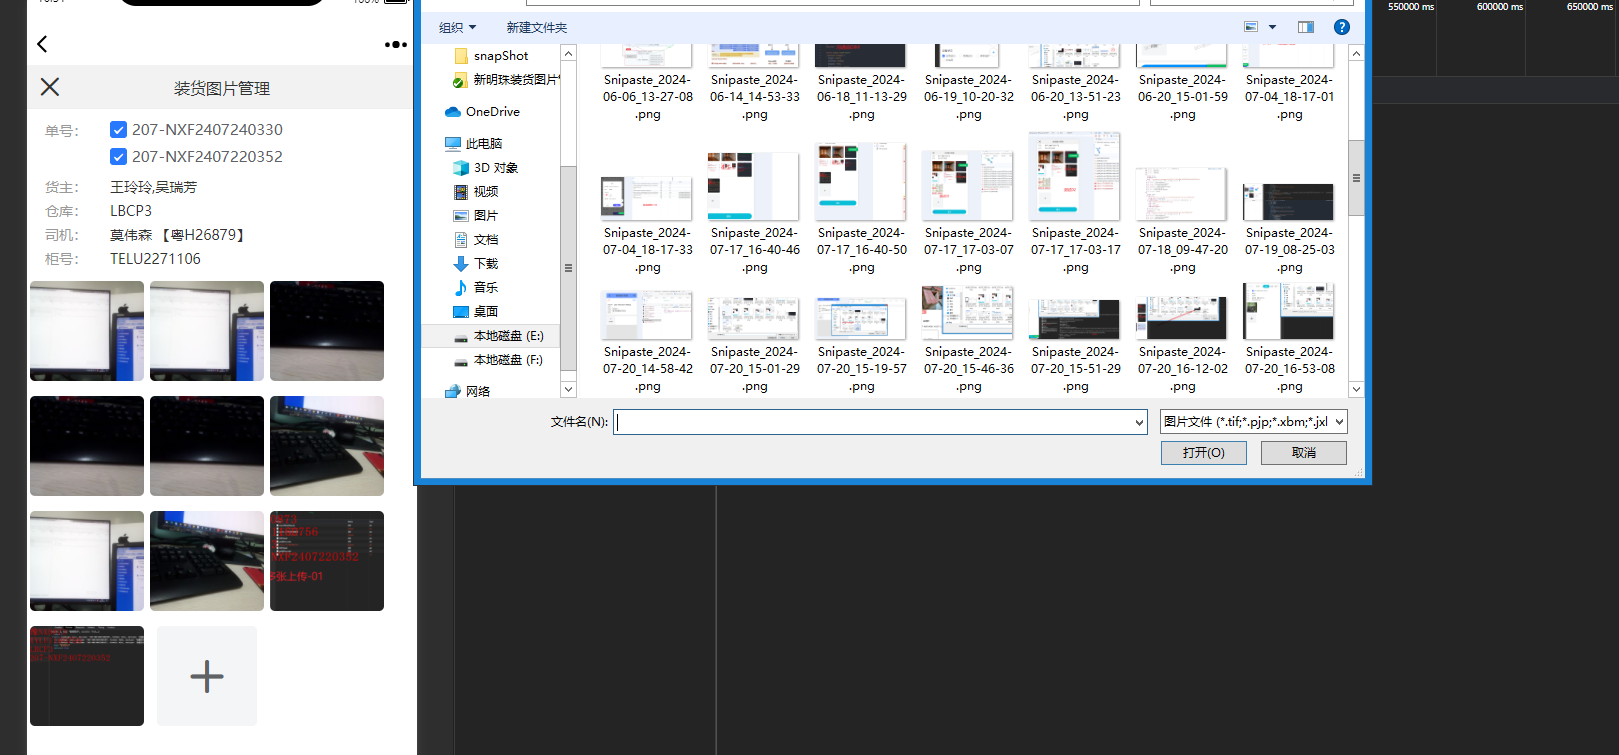 装货图片管理
单号: 207-NXF2407240330
207-NXF2407220352
货主: 王玲玲,吴瑞芳
仓库: LBCP3
司机: 莫伟森 【粤H26879】
柜号: TELU2271106
NXF2407220352
多张上传-01
组织 新建文件夹
snapShot
新明珠装货图片
OneDrive
此电脑
3D 对象
视频
图片
文档
下载
音乐
桌面
本地磁盘 (E:)
本地磁盘 (F:)
网络
Snipaste_2024-06-06_13-27-08.png
Snipaste_2024-06-14_14-53-33.png
Snipaste_2024-06-18_11-13-29.png
Snipaste_2024-06-19_10-20-32.png
Snipaste_2024-06-20_13-51-23.png
Snipaste_2024-06-20_15-01-59.png
Snipaste_2024-07-04_18-17-01.png
Snipaste_2024-07-04_18-17-33.png
Snipaste_2024-07-17_16-40-46.png
Snipaste_2024-07-17_16-40-50.png
Snipaste_2024-07-17_17-03-07.png
Snipaste_2024-07-17_17-03-17.png
Snipaste_2024-07-18_09-47-20.png
Snipaste_2024-07-19_08-25-03.png
Snipaste_2024-07-20_14-58-42.png
Snipaste_2024-07-20_15-01-29.png
Snipaste_2024-07-20_15-19-57.png
Snipaste_2024-07-20_15-46-36.png
Snipaste_2024-07-20_15-51-29.png
Snipaste_2024-07-20_16-12-02.png
Snipaste_2024-07-20_16-53-08.png
文件名(N):
图片文件 (*.tif;*.pjp;*.xbm;*.jxl
打开(O) 取消
550000 ms 600000 ms 650000 ms